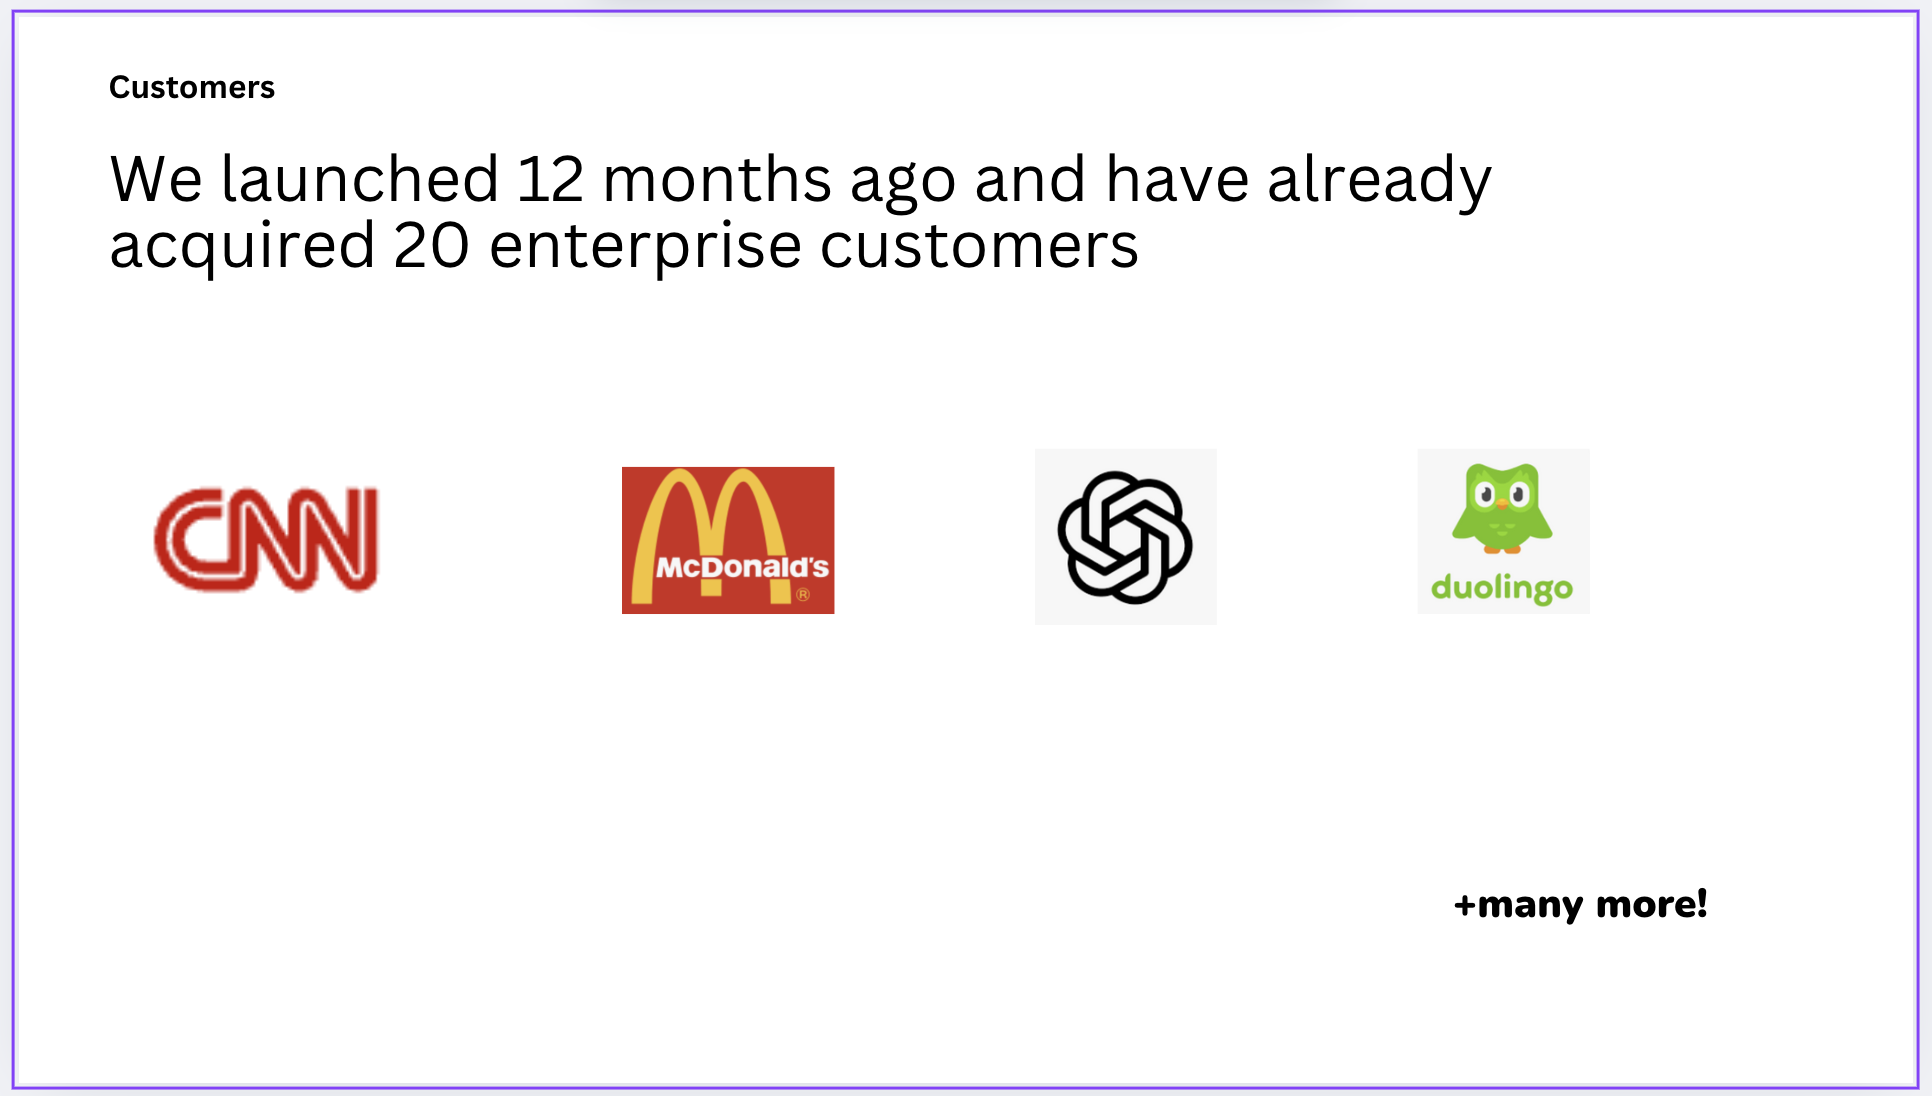 Customers
We launched 12 months ago and have already
acquired 20 enterprise customers
CNN
McDonald's
®
duolingo
+many more!